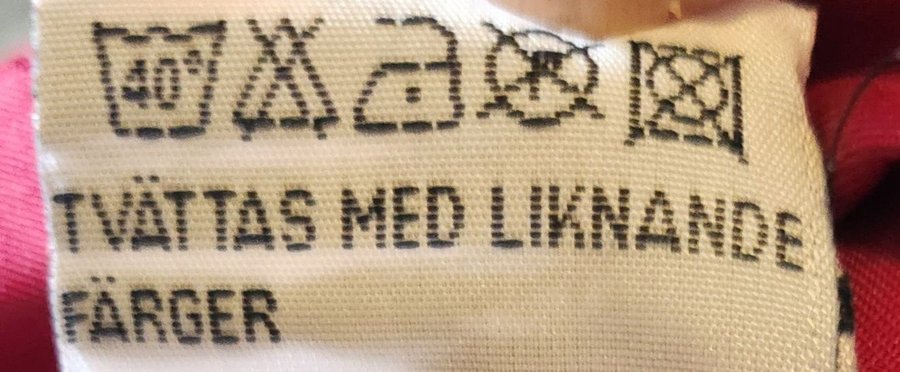 40°
TVÄTTAS MED LIKNANDE
FÄRGER